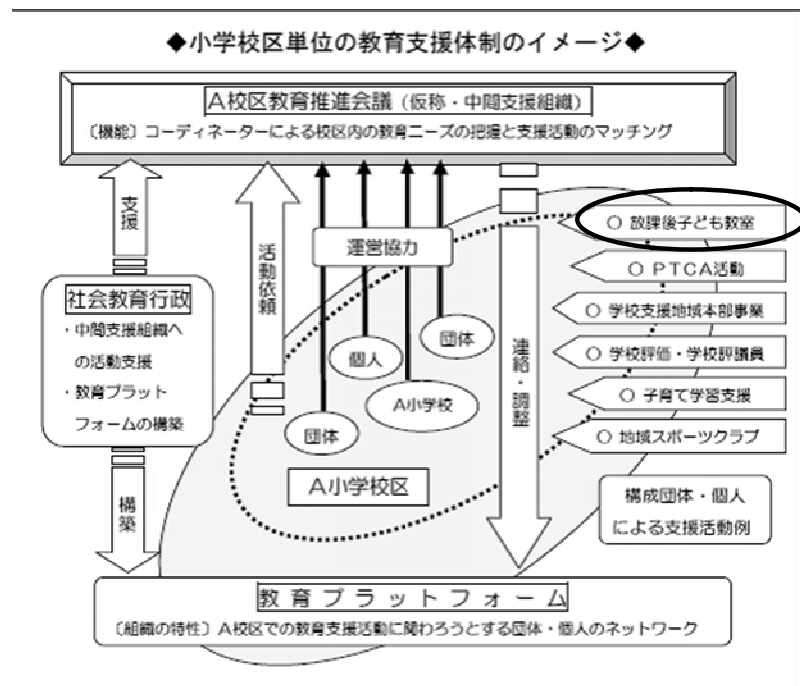 ◆小学校区単位の教育支援体制のイメージ◆
A校区教育推進会議（仮称・中間支援組織）
〔機能〕コーディネーターによる校区内の教育ニーズの把握と支援活動のマッチング
支援
活動依頼
運営協力
連絡・調整
社会教育行政
・中間支援組織へ
の活動支援
・教育プラット
フォームの構築
構築
団体
個人
A小学校
団体
A小学校区
○ 放課後子ども教室
○ PTCA活動
○ 学校支援地域本部事業
○ 学校評価・学校評議員
○ 子育て学習支援
○ 地域スポーツクラブ
構成団体・個人
による支援活動例
教育プラットフォーム
〔組織の特性〕A校区での教育支援活動に関わろうとする団体・個人のネットワーク